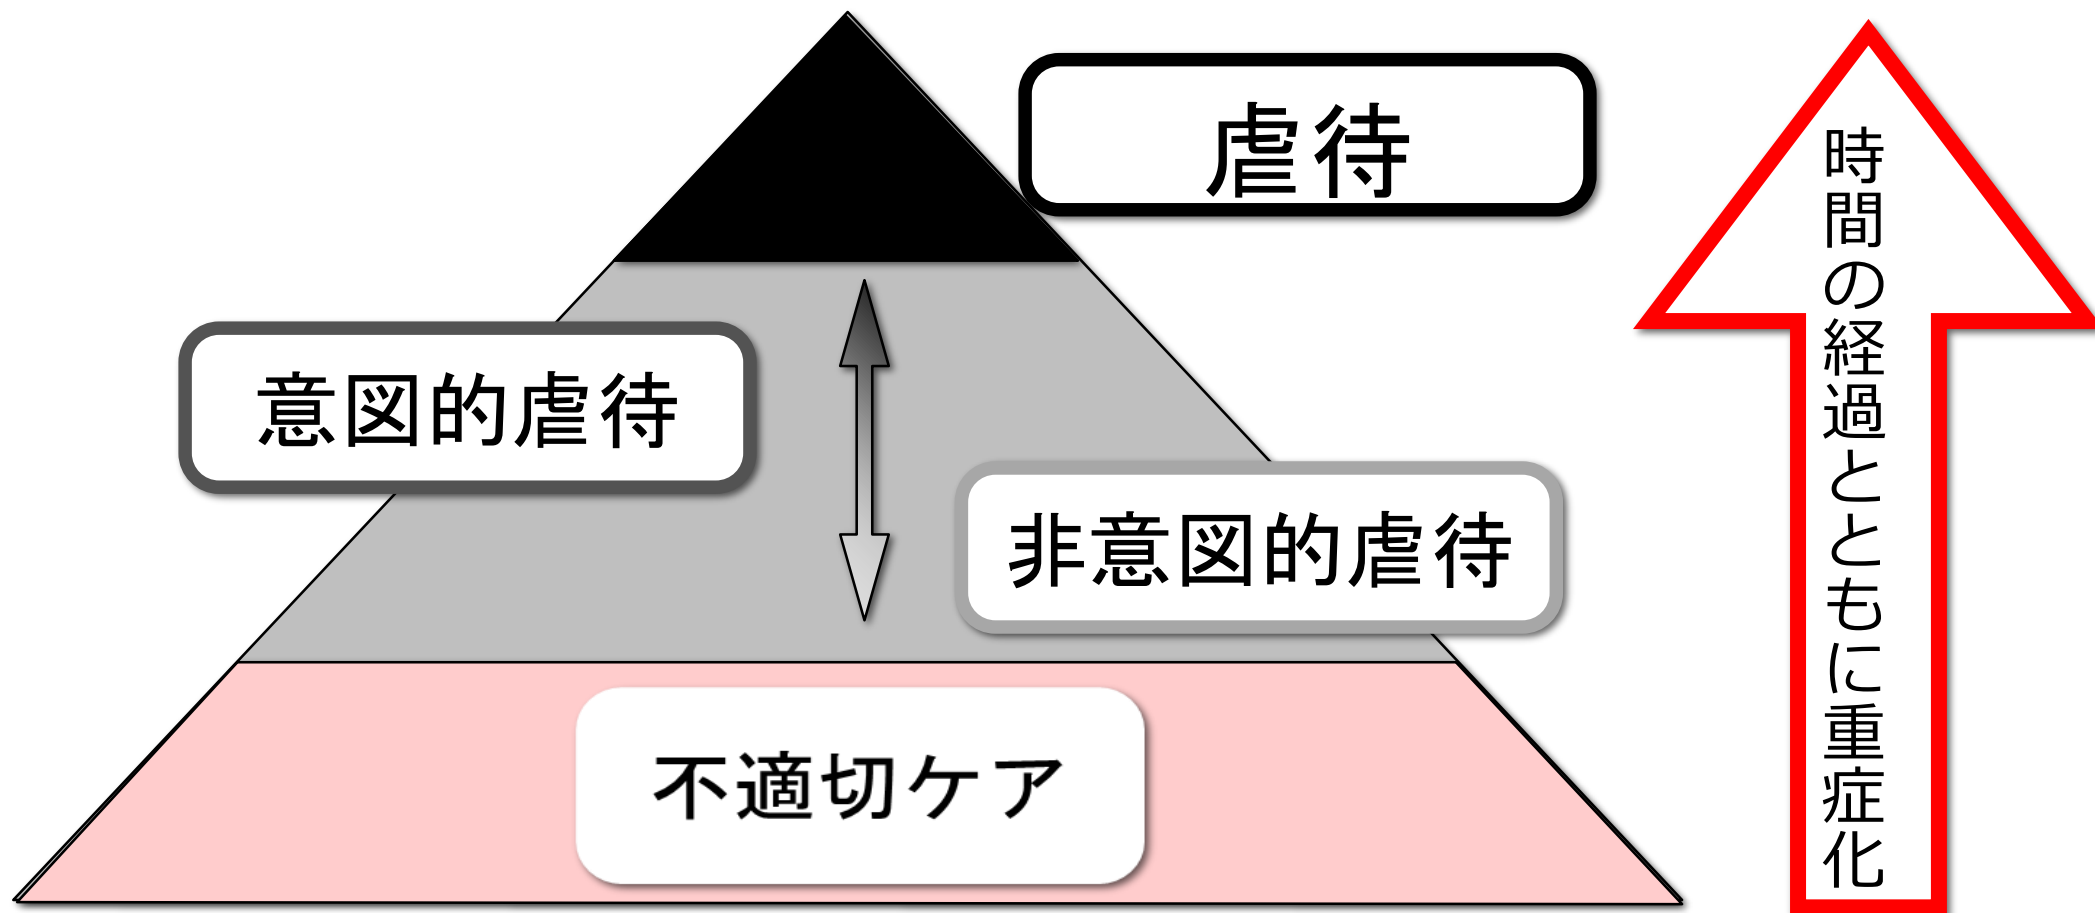 虐待
意図的虐待
非意図的虐待
不適切ケア
時間の経過とともに重症化